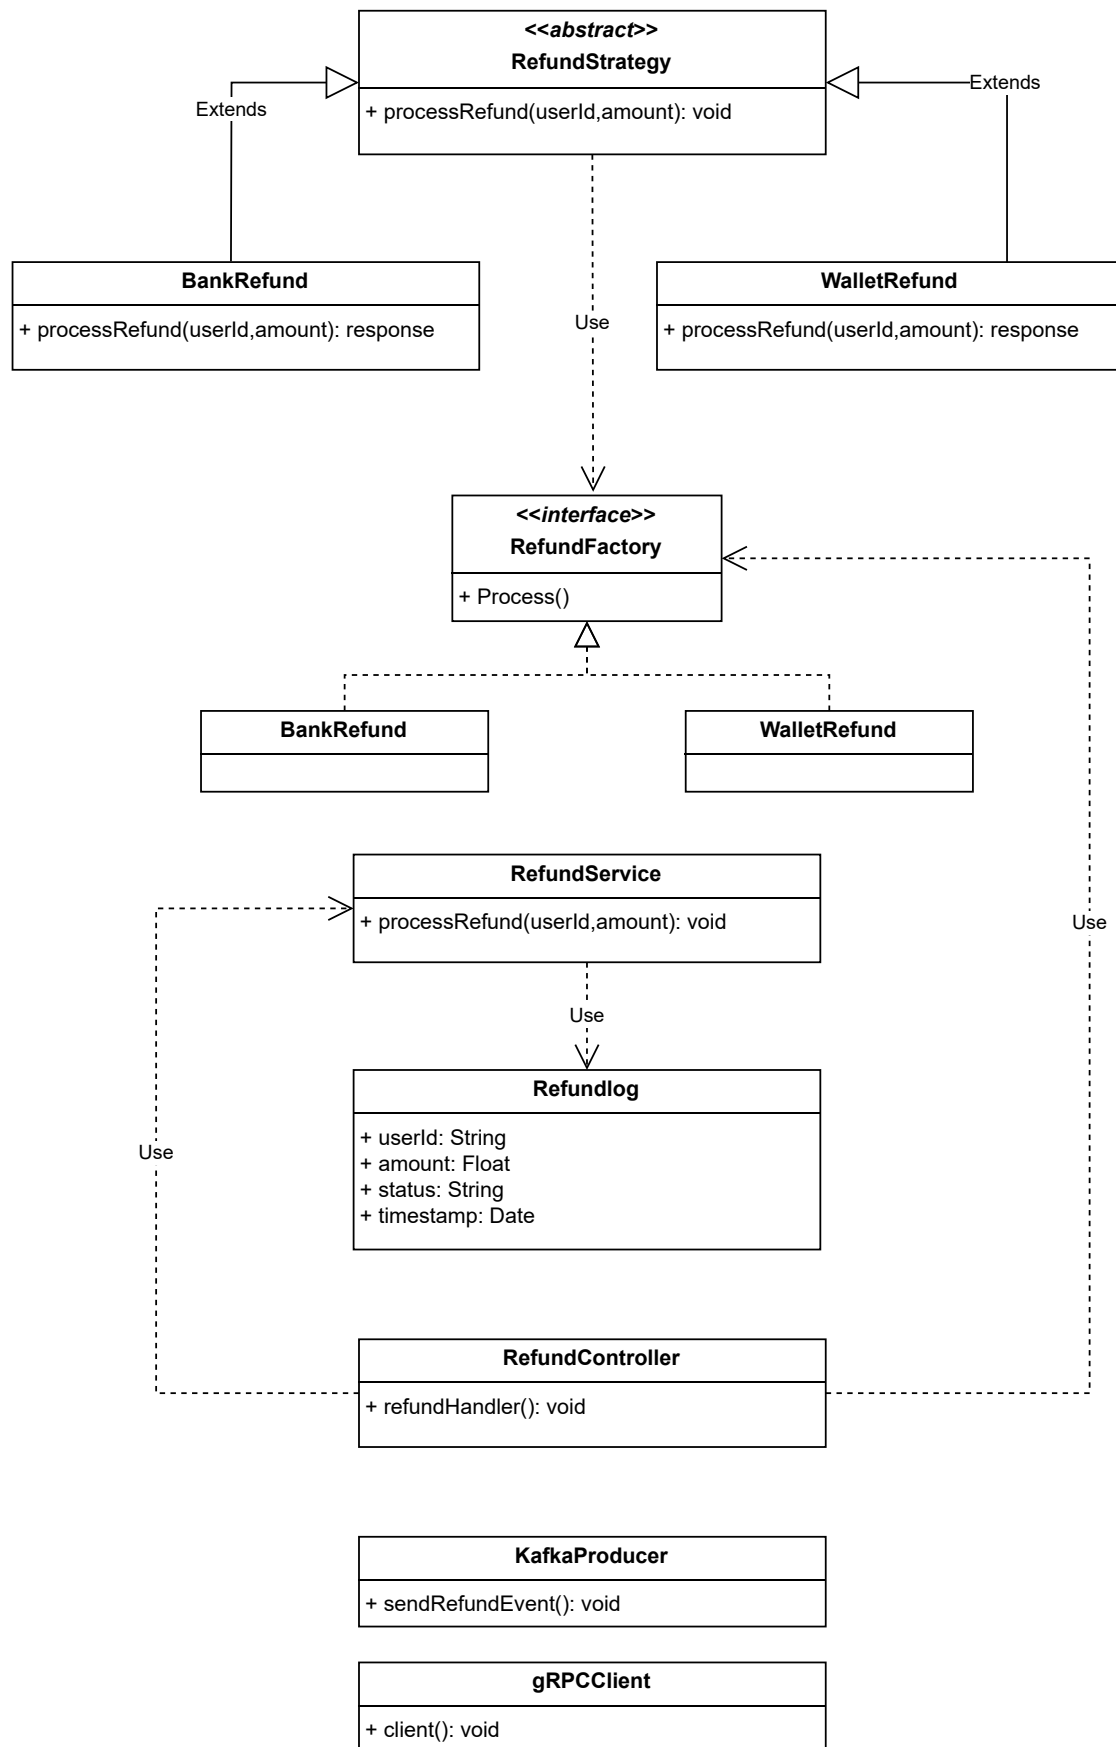 <<abstract>>
RefundStrategy
+ processRefund(userId,amount): void
Extends
Extends
BankRefund
+ processRefund(userId,amount): response
WalletRefund
+ processRefund(userId,amount): response
Use
<<interface>>
RefundFactory
+ Process()
BankRefund
WalletRefund
RefundService
+ processRefund(userId,amount): void
Use
Use
Refundlog
+ userId: String
+ amount: Float
+ status: String
+ timestamp: Date
Use
RefundController
+ refundHandler(): void
KafkaProducer
+ sendRefundEvent(): void
gRPCClient
+ client(): void